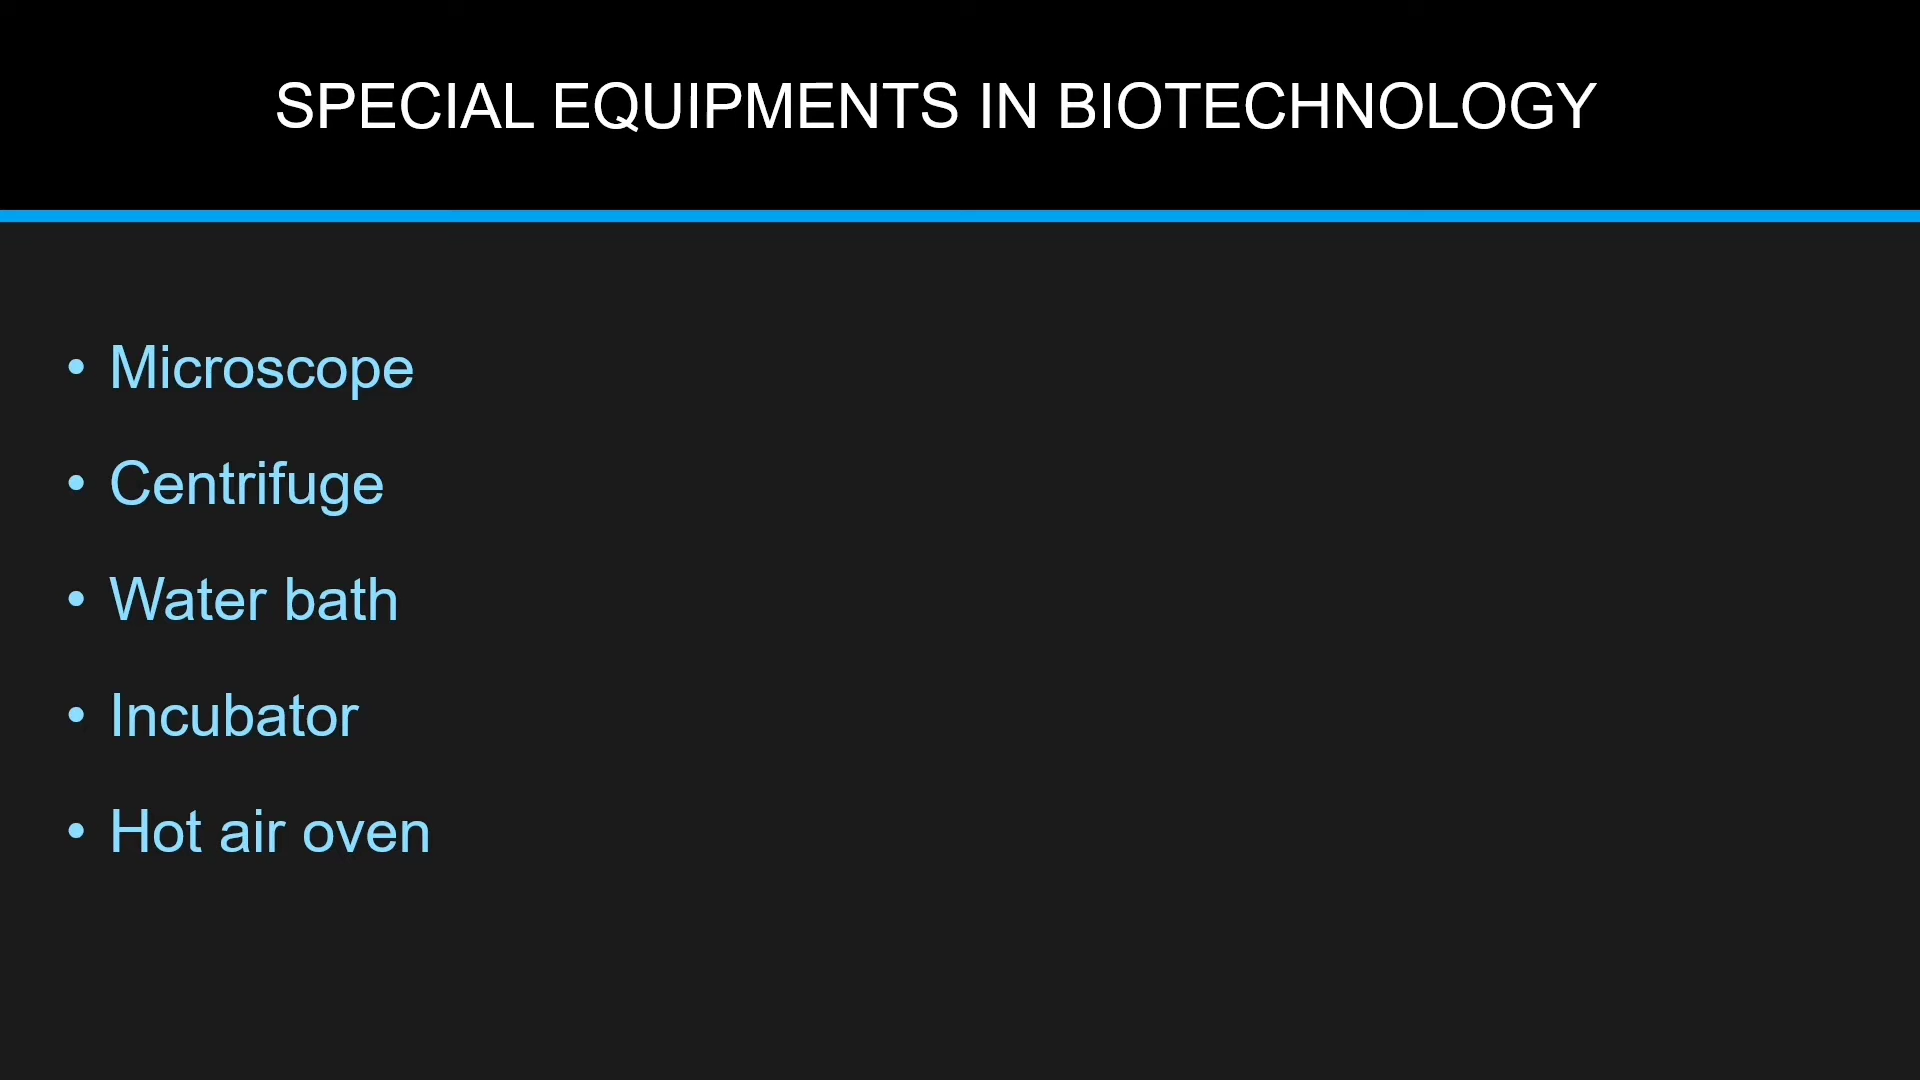 SPECIAL EQUIPMENTS IN BIOTECHNOLOGY
• Microscope
• Centrifuge
• Water bath
• Incubator
• Hot air oven